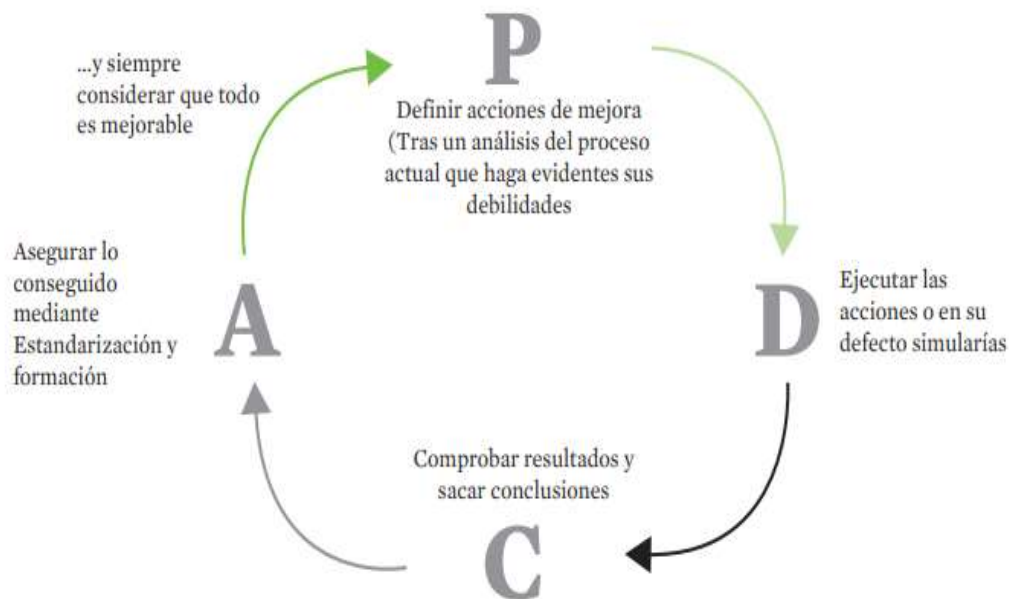 P
Definir acciones de mejora
(Tras un análisis del proceso
actual que haga evidentes sus
debilidades
D
Ejecutar las
acciones o en su
defecto simularías
Comprobar resultados y
sacar conclusiones
C
A
Asegurar lo
conseguido
mediante
Estandarización y
formación
...y siempre
considerar que todo
es mejorable